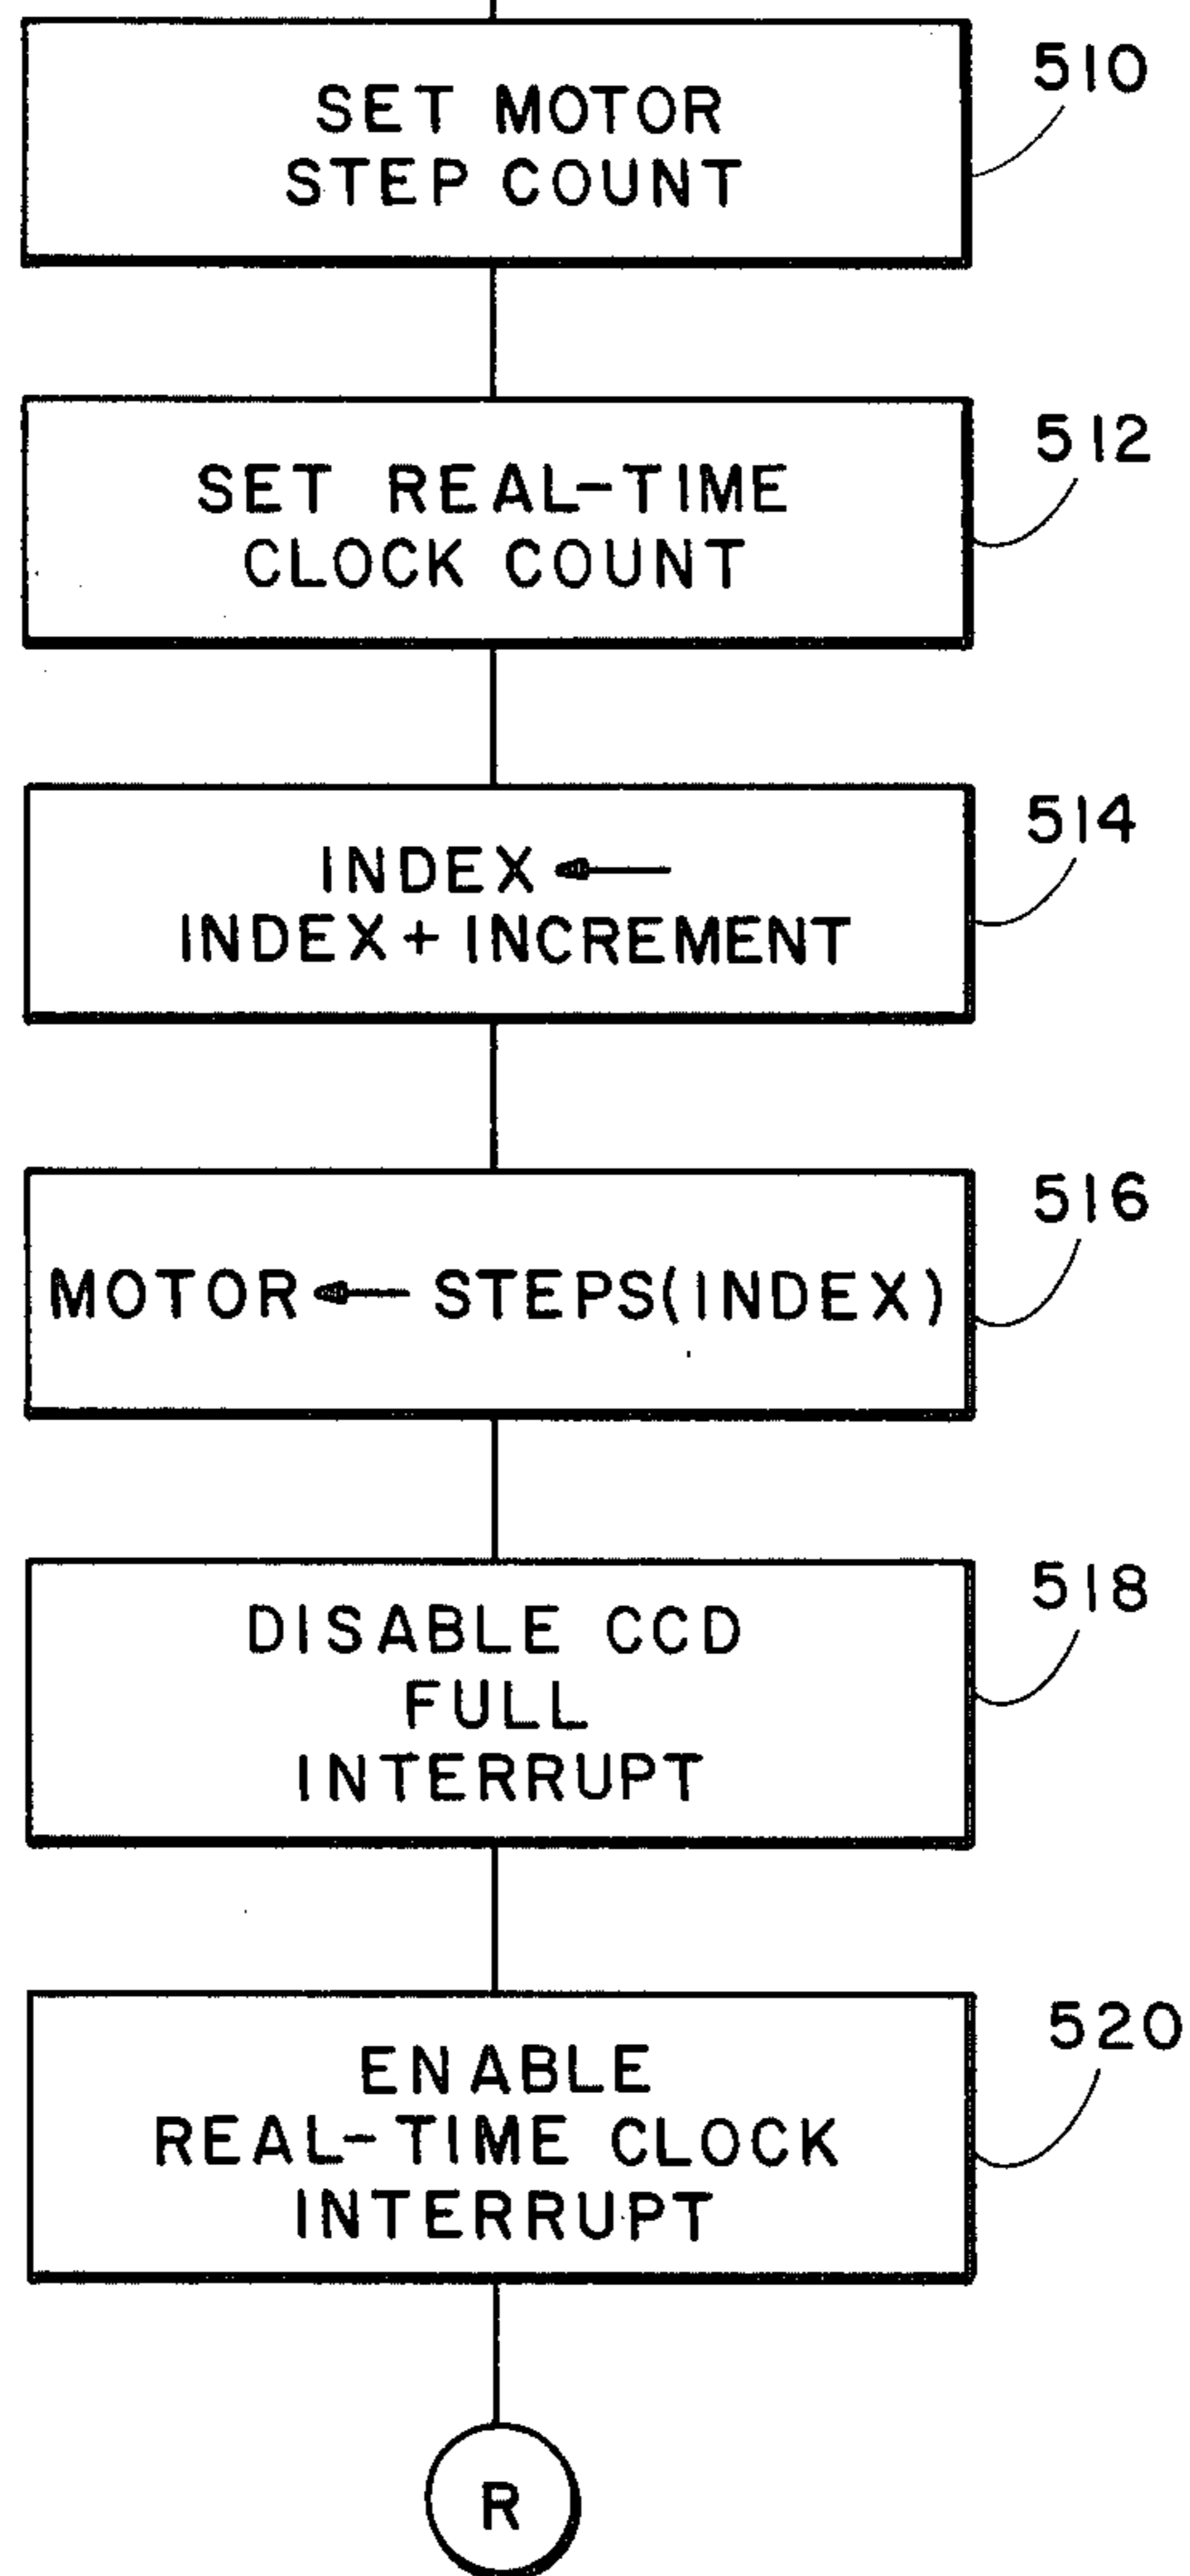 SET MOTOR
STEP COUNT
510
SET REAL-TIME
CLOCK COUNT
512
INDEX ←
INDEX + INCREMENT
514
MOTOR ← STEPS(INDEX)
516
DISABLE CCD
FULL
INTERRUPT
518
ENABLE
REAL-TIME CLOCK
INTERRUPT
520
R